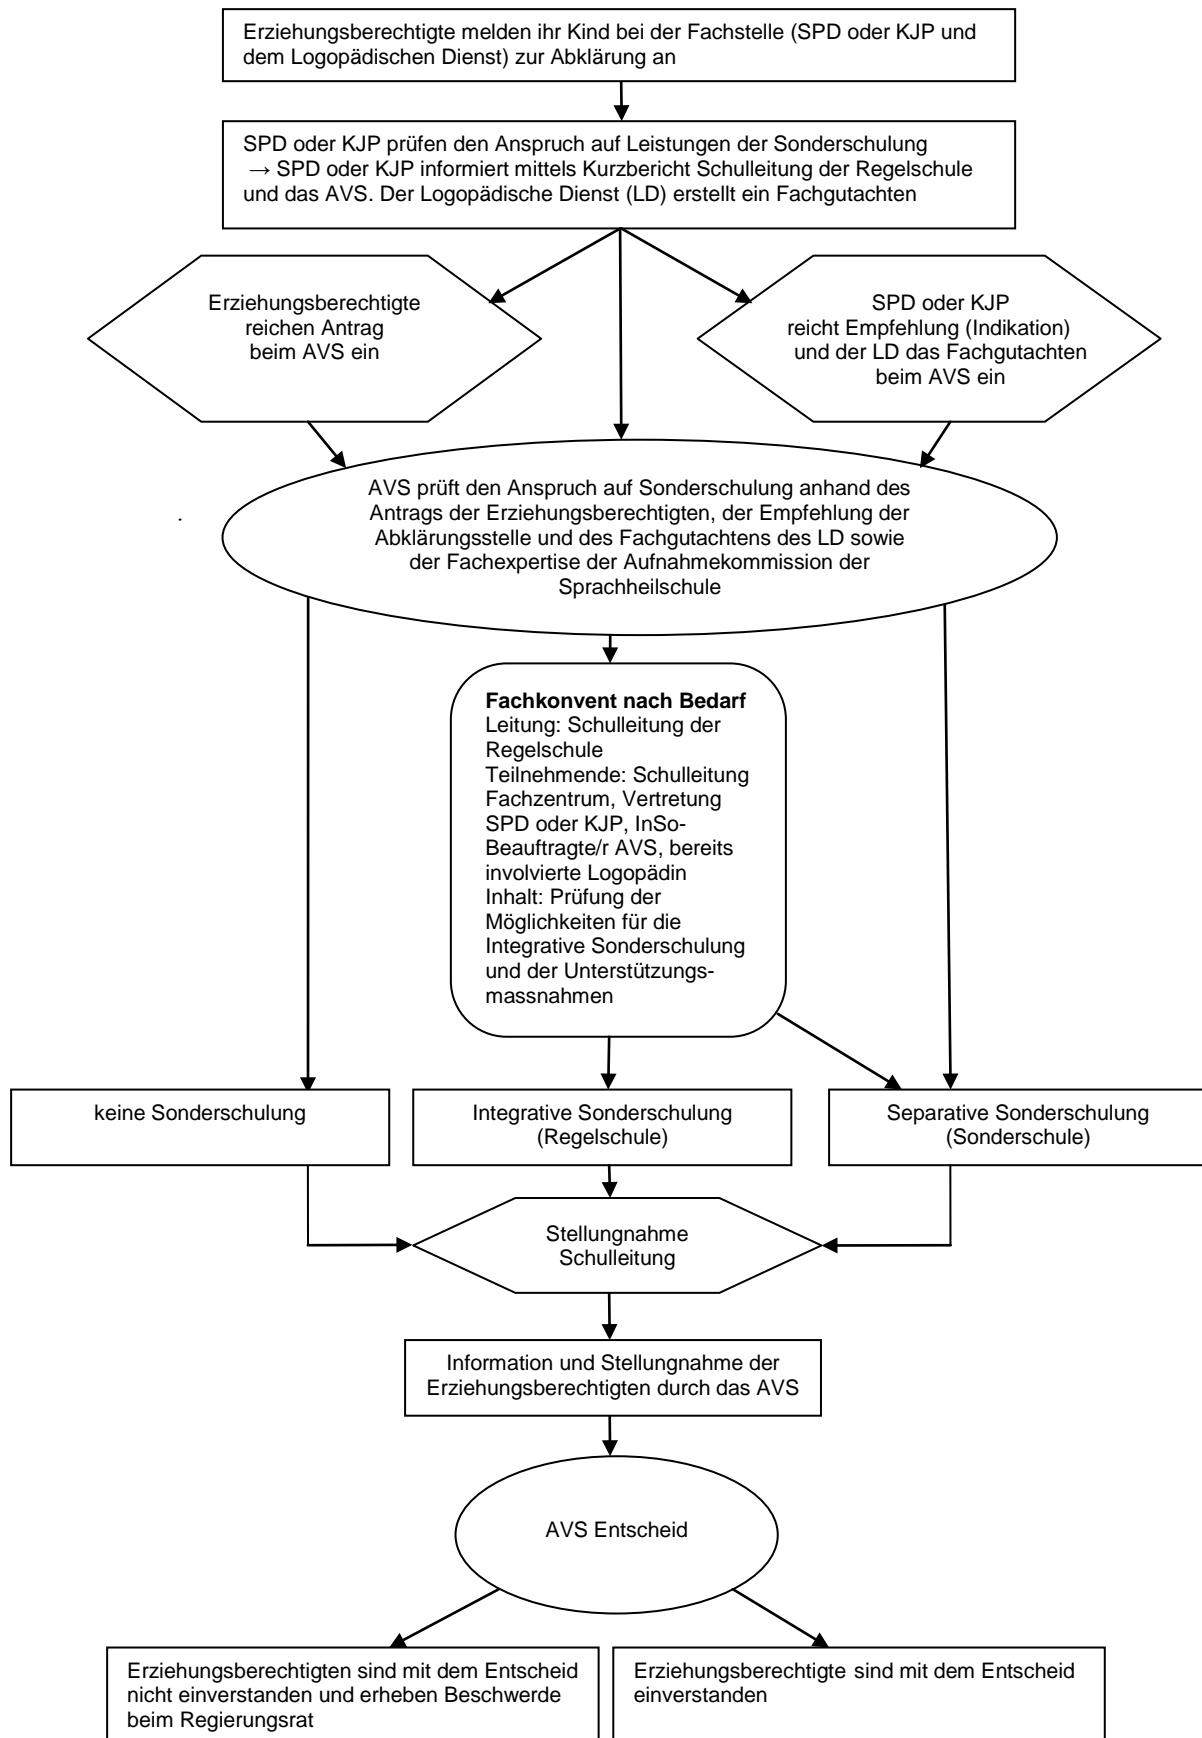 Erziehungsberechtigte melden ihr Kind bei der Fachstelle (SPD oder KJP und
dem Logopädischen Dienst) zur Abklärung an
SPD oder KJP prüfen den Anspruch auf Leistungen der Sonderschulung
→ SPD oder KJP informiert mittels Kurzbericht Schulleitung der Regelschule
und das AVS. Der Logopädische Dienst (LD) erstellt ein Fachgutachten
Erziehungsberechtigte
reichen Antrag
beim AVS ein
SPD oder KJP
reicht Empfehlung (Indikation)
und der LD das Fachgutachten
beim AVS ein
AVS prüft den Anspruch auf Sonderschulung anhand des
Antrags der Erziehungsberechtigten, der Empfehlung der
Abklärungsstelle und des Fachgutachtens des LD sowie
der Fachexpertise der Aufnahmekommission der
Sprachheilschule
Fachkonvent nach Bedarf
Leitung: Schulleitung der
Regelschule
Teilnehmende: Schulleitung
Fachzentrum, Vertretung
SPD oder KJP, InSo-
Beauftragte/r AVS, bereits
involvierte Logopädin
Inhalt: Prüfung der
Möglichkeiten für die
Integrative Sonderschulung
und der Unterstützungs-
massnahmen
keine Sonderschulung
Integrative Sonderschulung
(Regelschule)
Separative Sonderschulung
(Sonderschule)
Stellungnahme
Schulleitung
Information und Stellungnahme der
Erziehungsberechtigten durch das AVS
AVS Entscheid
Erziehungsberechtigten sind mit dem Entscheid
nicht einverstanden und erheben Beschwerde
beim Regierungsrat
Erziehungsberechtigte sind mit dem Entscheid
einverstanden